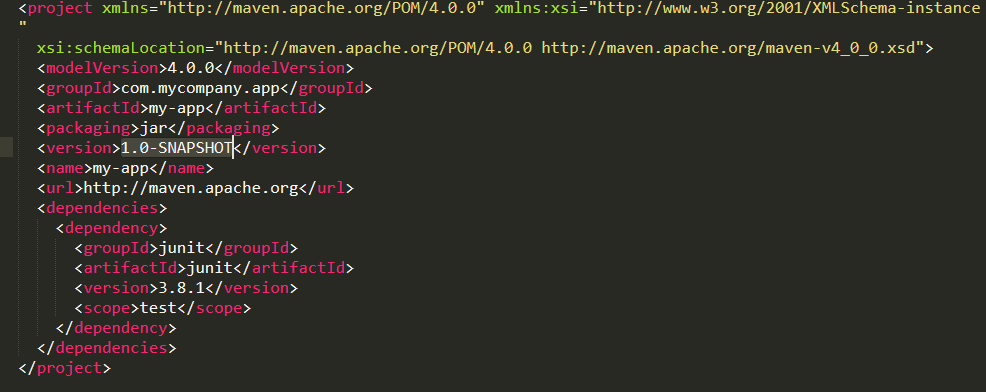 <project xmlns="http://maven.apache.org/POM/4.0.0" xmlns:xsi="http://www.w3.org/2001/XMLSchema-instance
"
  xsi:schemaLocation="http://maven.apache.org/POM/4.0.0 http://maven.apache.org/maven-v4_0_0.xsd">
  <modelVersion>4.0.0</modelVersion>
  <groupId>com.mycompany.app</groupId>
  <artifactId>my-app</artifactId>
  <packaging>jar</packaging>
  <version>1.0-SNAPSHOT</version>
  <name>my-app</name>
  <url>http://maven.apache.org</url>
  <dependencies>
    <dependency>
      <groupId>junit</groupId>
      <artifactId>junit</artifactId>
      <version>3.8.1</version>
      <scope>test</scope>
    </dependency>
  </dependencies>
</project>